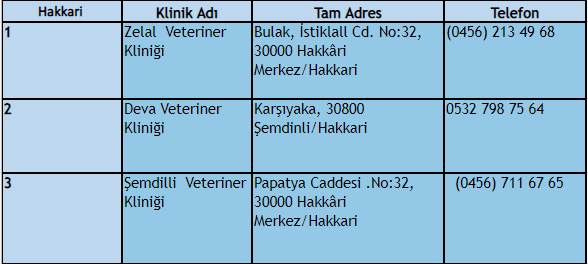 Hakkari Klinik Adı Tam Adres Telefon
1 Zelal Veteriner Bulak, İstiklall Cd. No:32, (0456) 213 49 68
Kliniği 30000 Hakkâri
Merkez/Hakkari
2 Deva Veteriner Karşıyaka, 30800 0532 798 75 64
Kliniği Şemdinli/Hakkari
3 Şemdilli Veteriner Papatya Caddesi .No:32, (0456) 711 67 65
Kliniği 30000 Hakkâri
Merkez/Hakkari